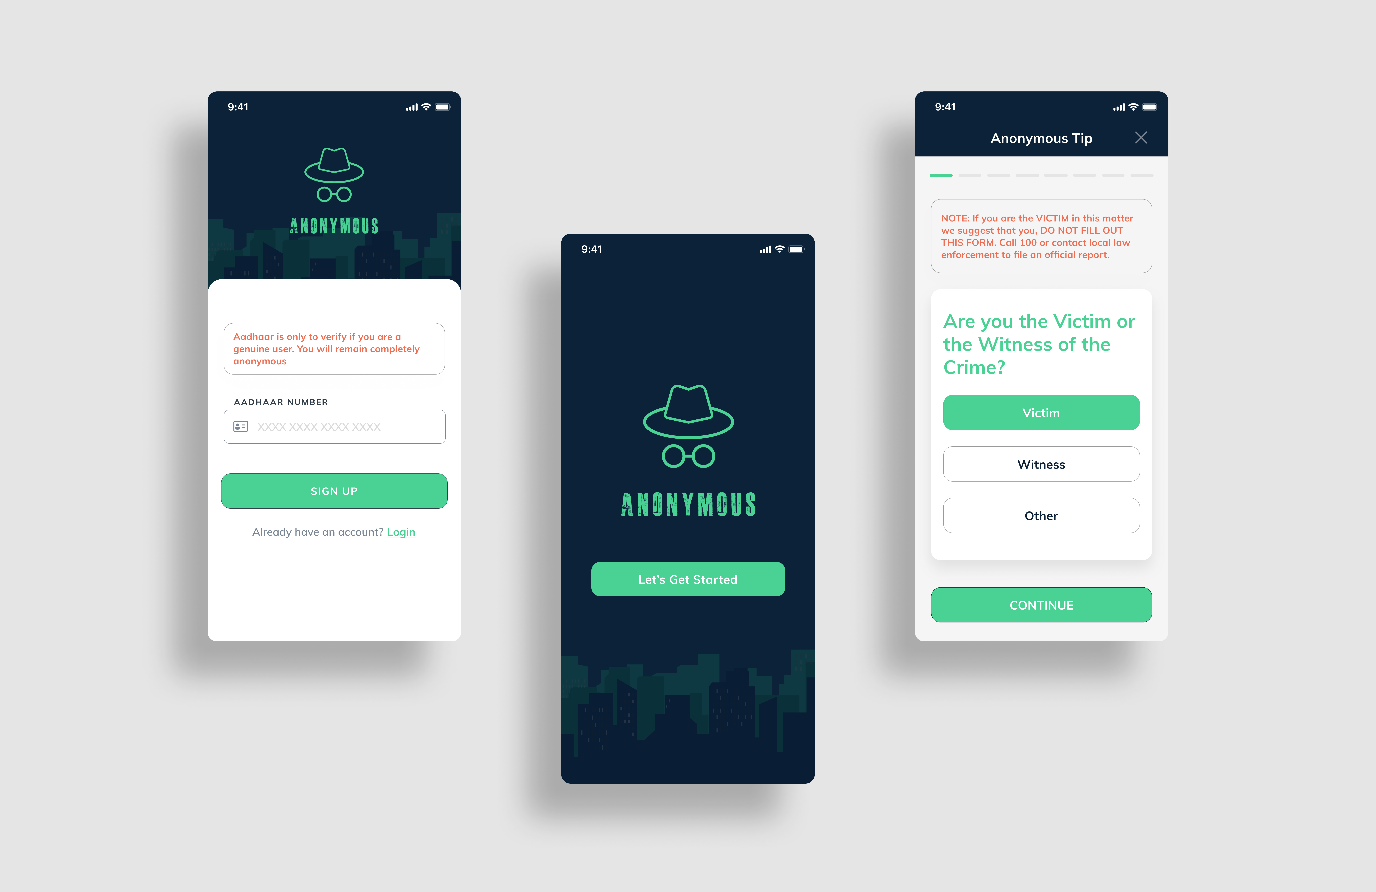 9:41
ANONYMOUS
Aadhaar is only to verify if you are a
genuine user. You will remain completely
anonymous
AADHAAR NUMBER
XXXX XXXX XXXX XXXX
SIGN UP
Already have an account? Login
9:41
ANONYMOUS
Let's Get Started
9:41
Anonymous Tip
NOTE: If you are the VICTIM in this matter
we suggest that you, DO NOT FILL OUT
THIS FORM. Call 100 or contact local law
enforcement to file an official report.
Are you the Victim or
the Witness of the
Crime?
Victim
Witness
Other
CONTINUE